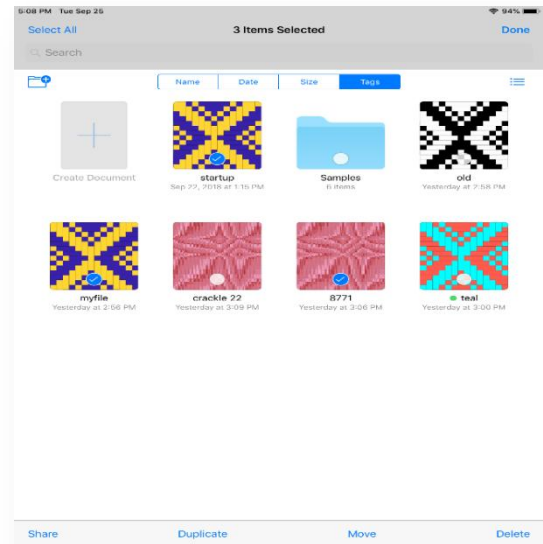 5:08 PM Tue Sep 25
94%
Select All
3 Items Selected
Done
Search
Name Date Size Tags
Create Document
startup
Sep 22, 2018 at 1:15 PM
Samples
6 items
old
Yesterday at 2:58 PM
myfile
Yesterday at 2:56 PM
crackle 22
Yesterday at 3:09 PM
8771
Yesterday at 3:06 PM
teal
Yesterday at 3:00 PM
Share Duplicate Move Delete